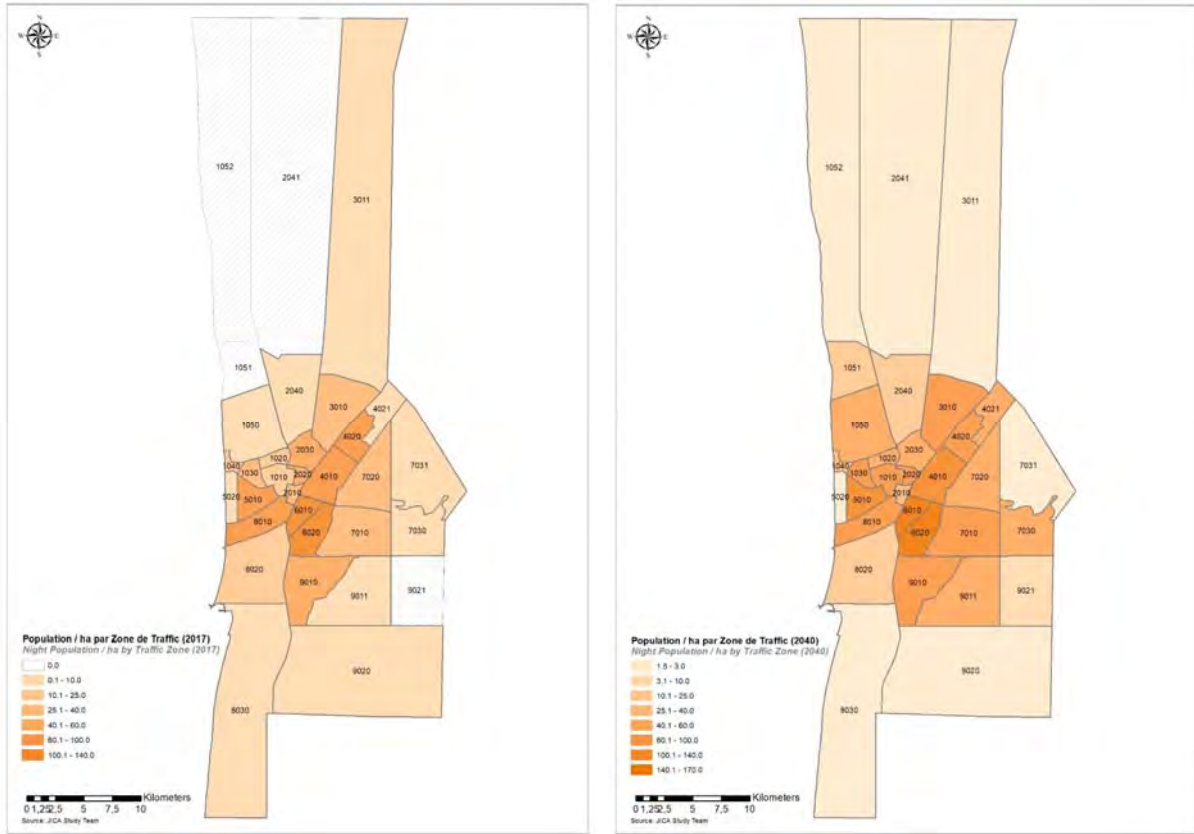 N
W E
S
1052
2041
3011
1051
2040
3010
4021
1050
4020
2030
1020
1040
1030
1010
2020
4010
7020
7031
5020
2010
5010
6010
8010
6020
7010
7030
8020
9010
9011
9021
9020
8030
Population / ha par Zone de Traffic (2017)
Night Population / ha by Traffic Zone (2017)
0.0
0.1 - 10.0
10.1 - 25.0
25.1 - 40.0
40.1 - 60.0
60.1 - 100.0
100.1 - 140.0
Kilometers
0 1,252,5 5 7,5 10
Source: JICA Study Team
N
W E
S
1052
2041
3011
1051
2040
3010
4021
1050
4020
2030
1020
1040
1030
1010
4010
7020
7031
5020
2010
5010
6010
8010
6020
7010
7030
8020
9010
9011
9021
9020
8030
Population / ha par Zone de Traffic (2040)
Night Population / ha by Traffic Zone (2040)
1.5 - 3.0
3.1 - 10.0
10.1 - 25.0
25.1 - 40.0
40.1 - 60.0
60.1 - 100.0
100.1 - 140.0
140.1 - 170.0
Kilometers
0 1,252,5 5 7,5 10
Source: JICA Study Team